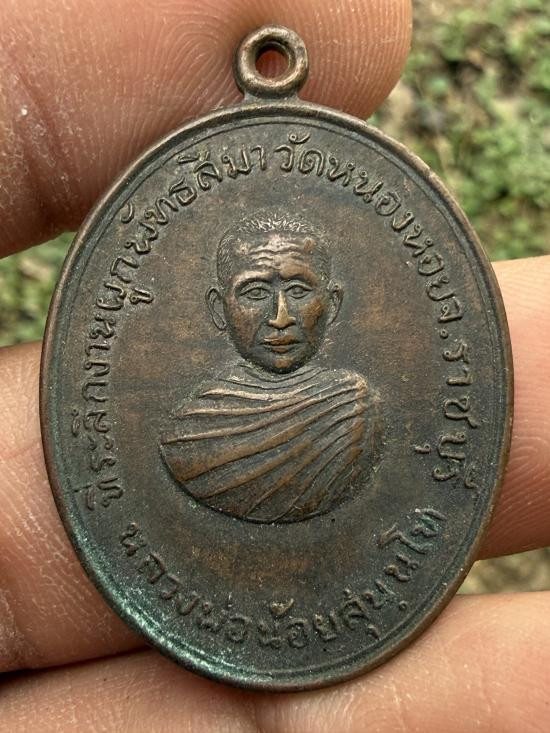 ที่ระลึกงานผูกพัทธสีมาวัดหนองหอยจ.ราชบุรี
หลวงพ่อน้อยสุนฺนโท